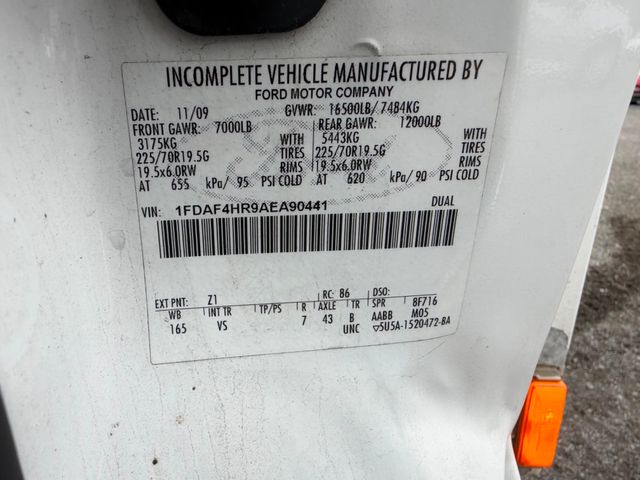 INCOMPLETE VEHICLE MANUFACTURED BY
FORD MOTOR COMPANY
DATE: 11/09 GVWR: 16500LB/ 7484KG
FRONT GAWR: 7000LB REAR GAWR: 12000LB
3175KG WITH 5443KG WITH
225/70R19.5G TIRES 225/70R19.5G TIRES
19.5x6.0RW RIMS 19.5x6.0RW RIMS
AT 655 kPa/ 95 PSI COLD AT 620 kPa/ 90 PSI COLD
VIN: 1FDAF4HR9AEA90441 DUAL
EXT PNT: Z1 RC: 86 DSO:
WB INT TR TP/PS R AXLE TR SPR 8F716
165 VS 7 43 B AABB M05
UNC ▽5U5A-1520472-BA